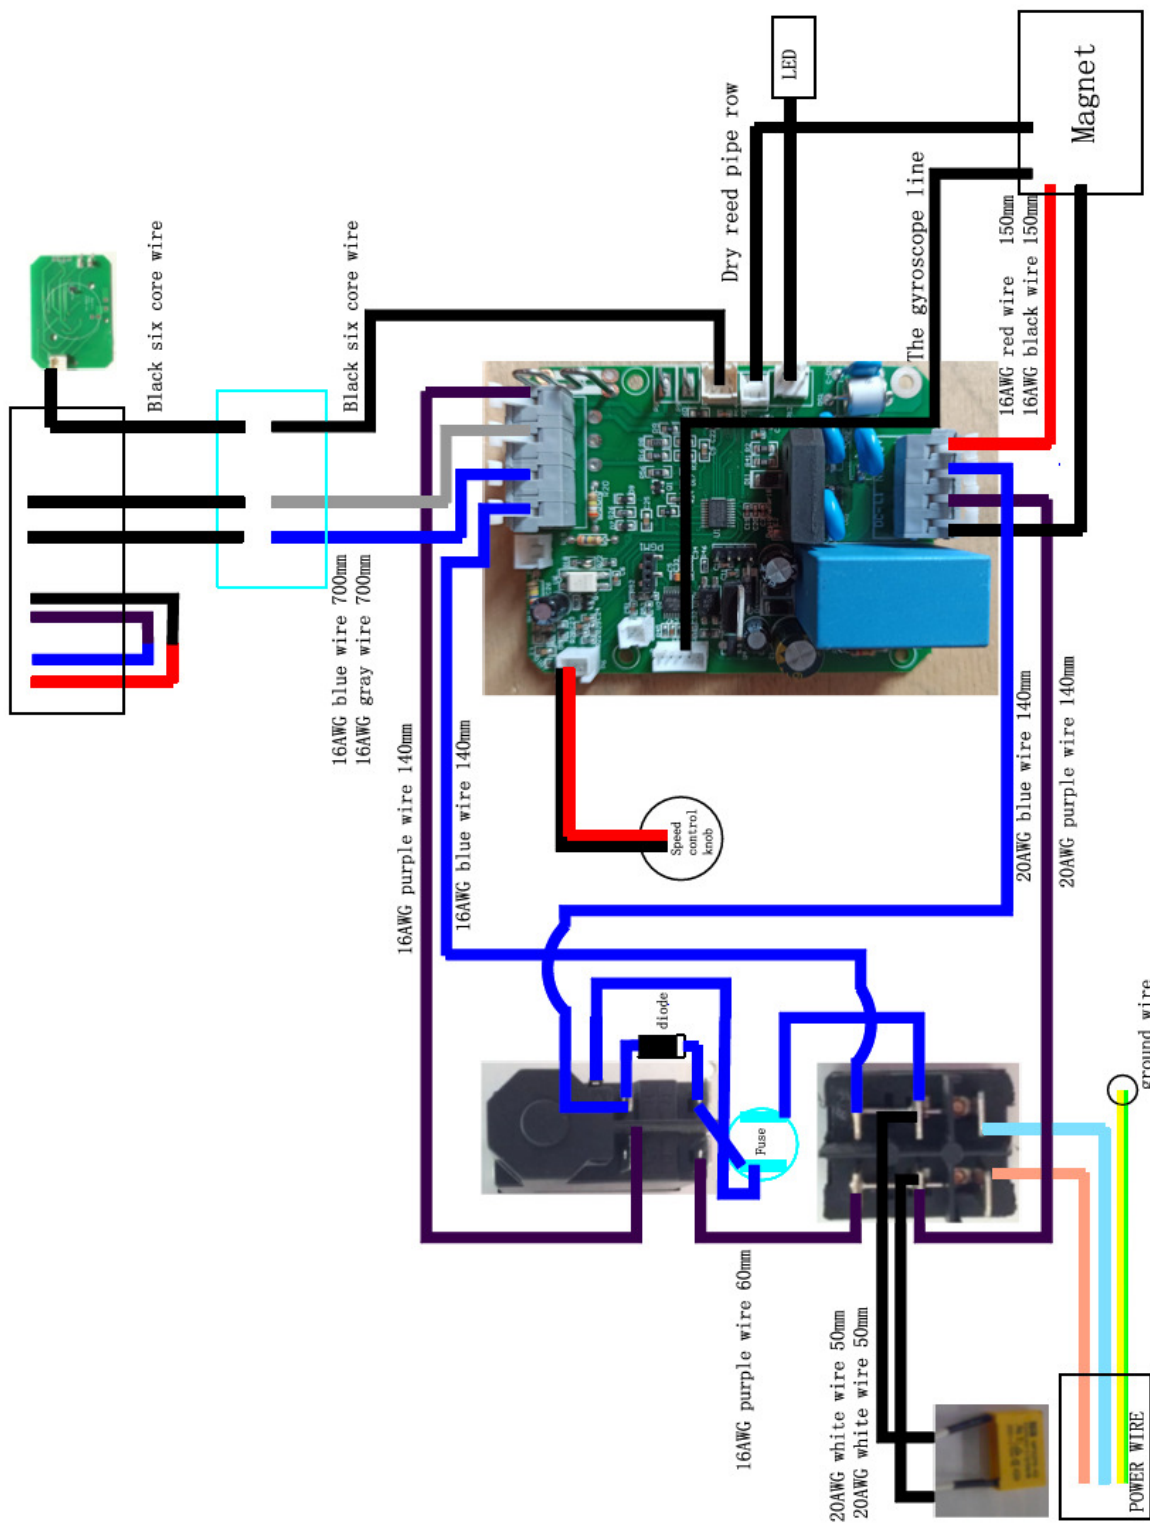 LED
Magnet
Dry reed pipe row
The gyroscope line
16AWG red wire 150mm
16AWG black wire 150mm
Black six core wire
Black six core wire
16AWG blue wire 700mm
16AWG gray wire 700mm
16AWG purple wire 140mm
16AWG blue wire 140mm
Speed
control
knob
20AWG blue wire 140mm
20AWG purple wire 140mm
diode
Fuse
ground wire
16AWG purple wire 60mm
20AWG white wire 50mm
20AWG white wire 50mm
POWER WIRE
PGM1
U1
R20